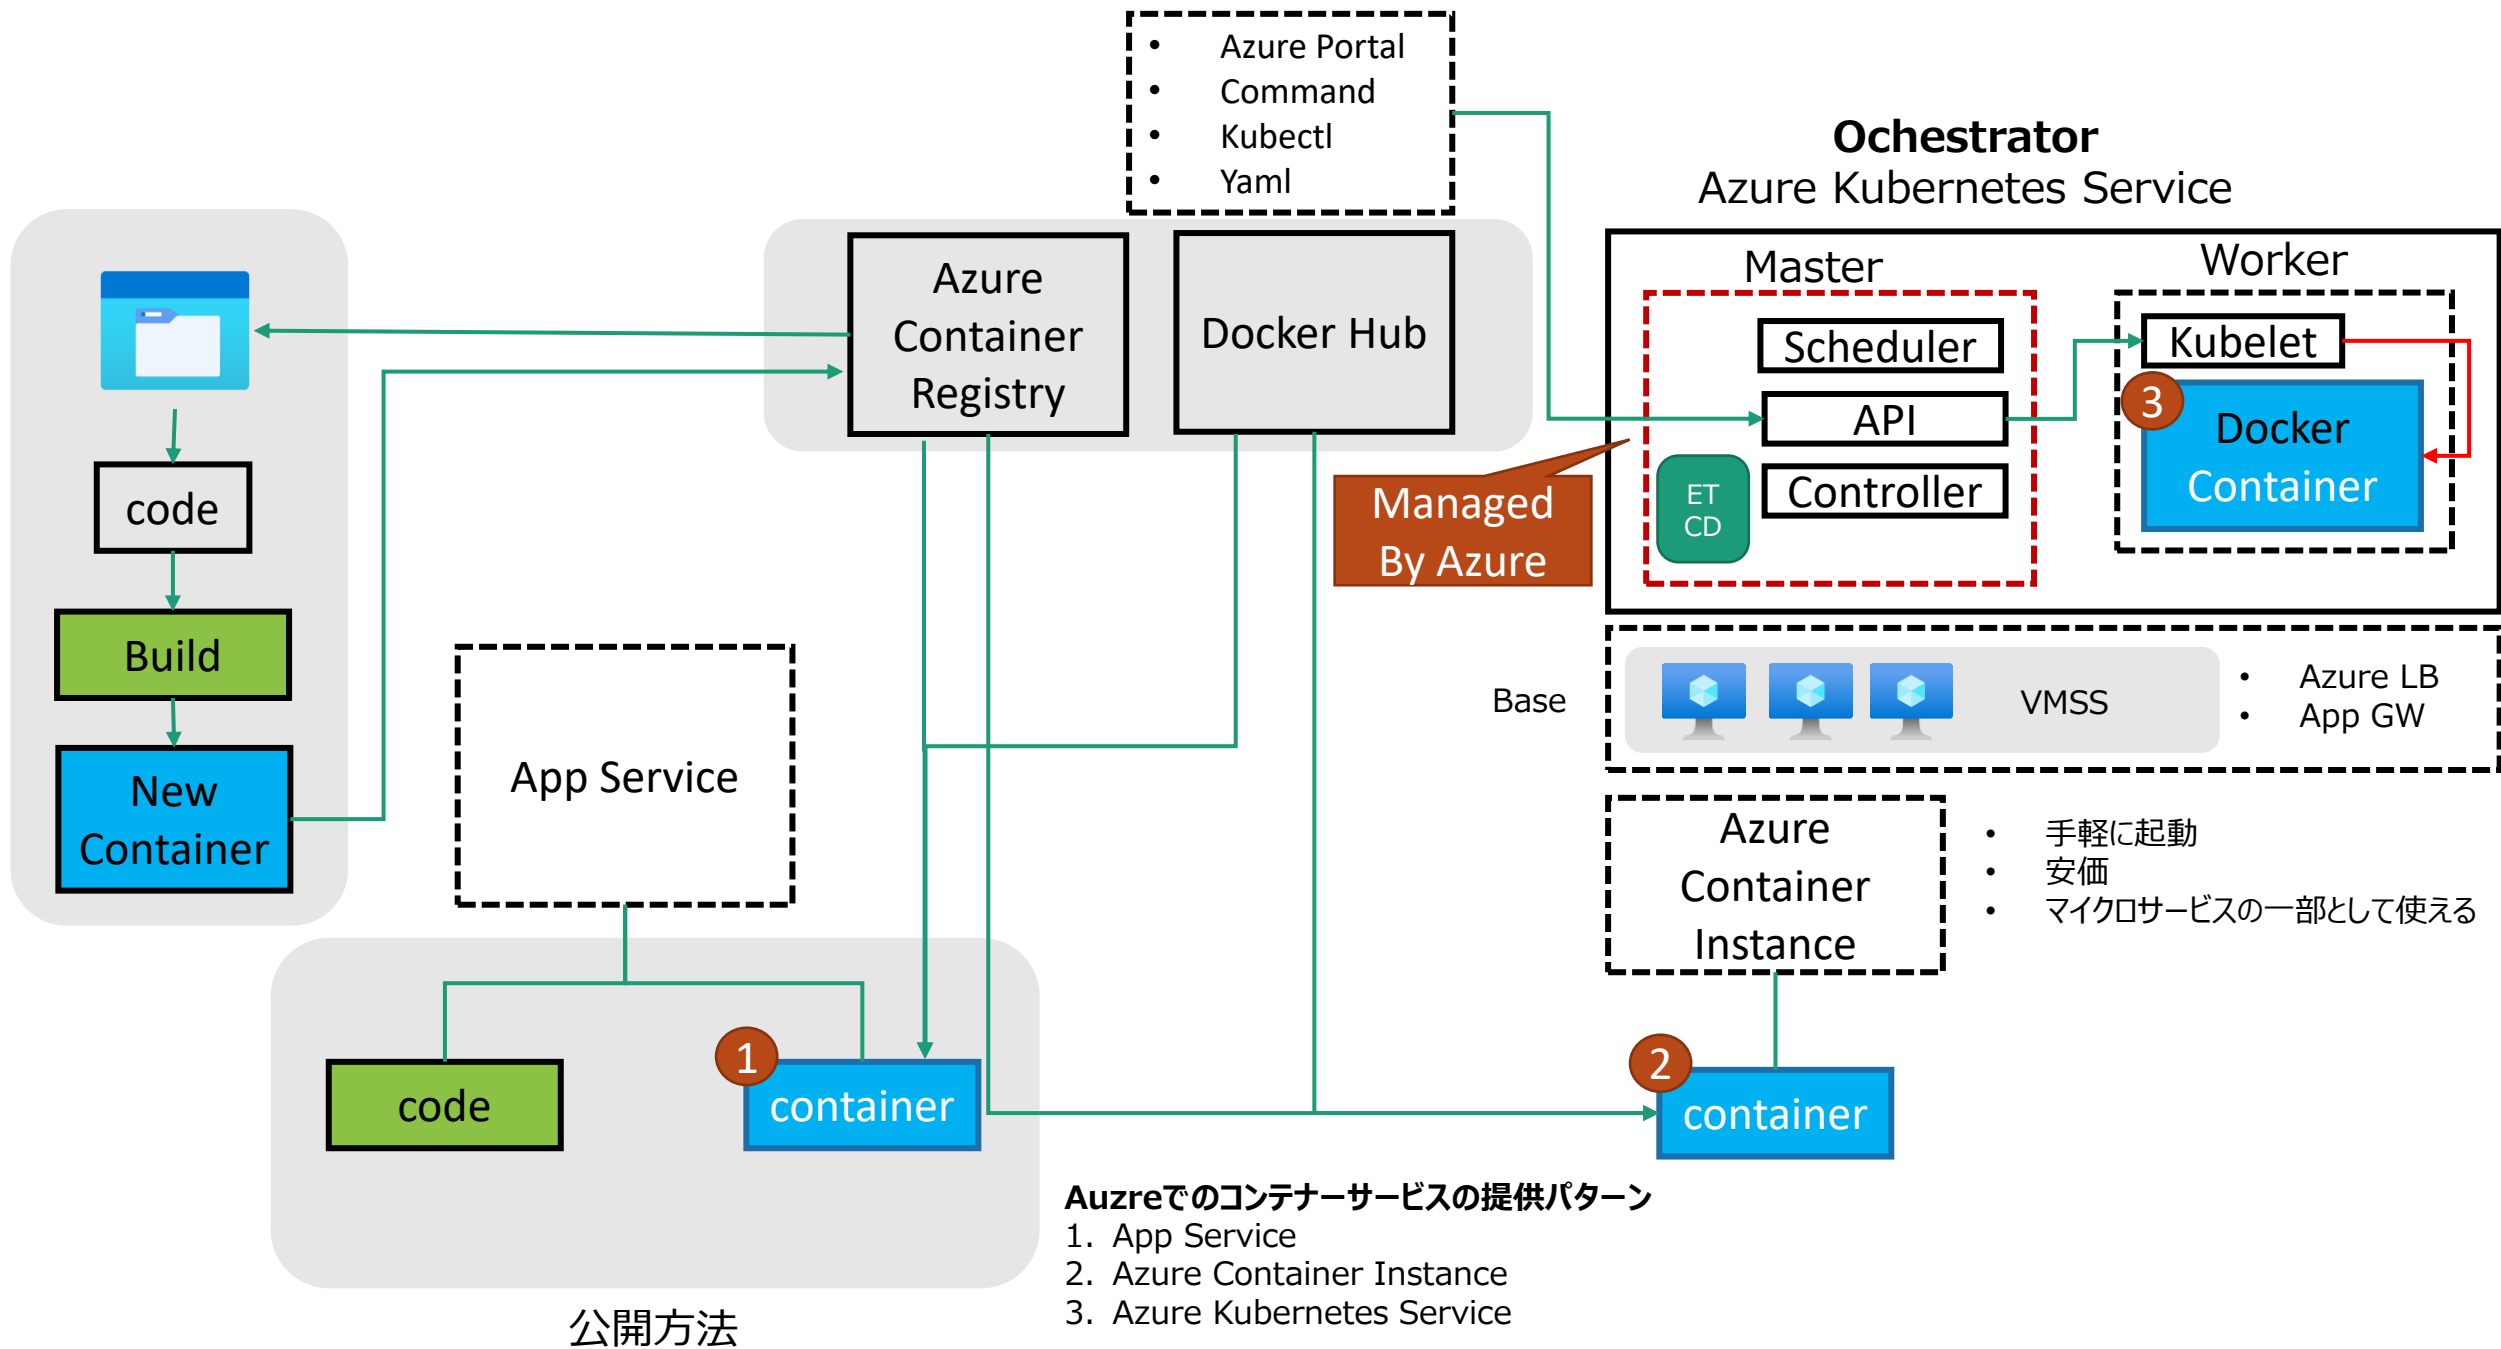 Azure Portal
Command
Kubectl
Yaml
Ochestrator
Azure Kubernetes Service
code
Build
New
Container
Azure
Container
Registry
Docker Hub
Managed
By Azure
Master
Scheduler
API
Controller
ET
CD
Worker
Kubelet
3
Docker
Container
Base
VMSS
Azure LB
App GW
App Service
code
1
container
公開方法
Azure
Container
Instance
手軽に起動
安価
マイクロサービスの一部として使える
2
container
Auzreでのコンテナーサービスの提供パターン
1. App Service
2. Azure Container Instance
3. Azure Kubernetes Service